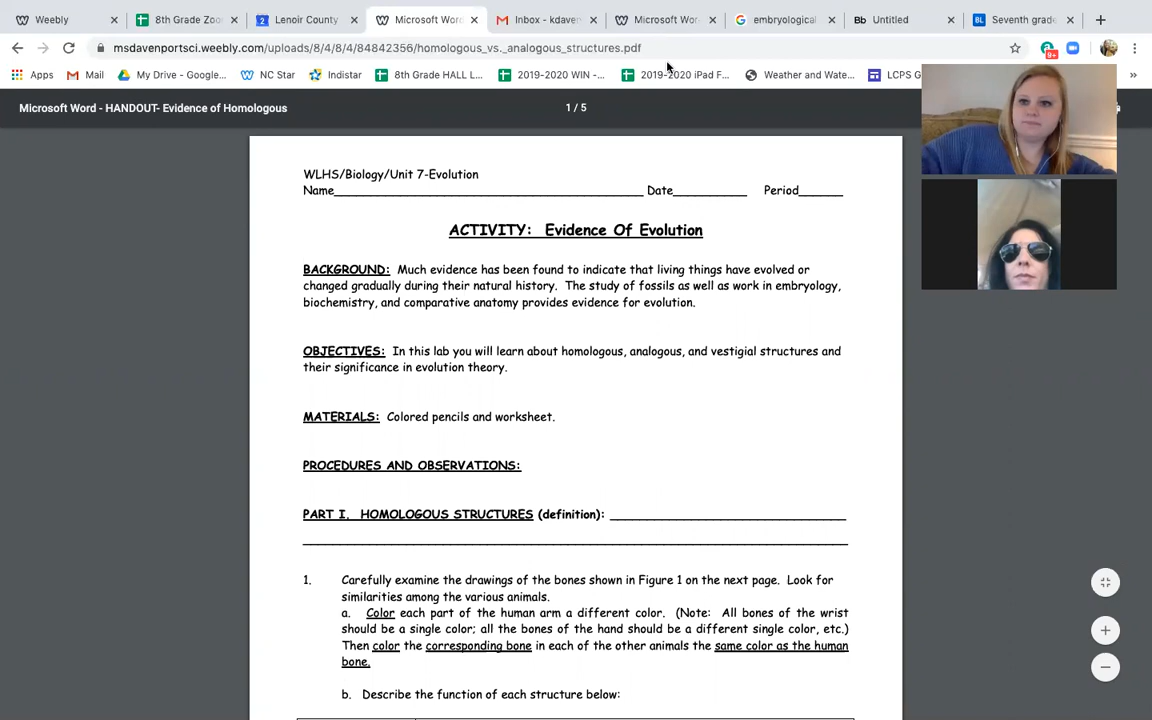 Weebly
8th Grade Zoo
Lenoir County
Microsoft Wor
Inbox - kdaven
Microsoft Wor
embryological
Bb Untitled
BL Seventh grade
msdavenportsci.weebly.com/uploads/8/4/8/4/84842356/homologous_vs._analogous_structures.pdf
Apps
Mail
My Drive - Google...
NC Star
Indistar
8th Grade HALL L...
2019-2020 WIN -...
2019-2020 iPad F...
Weather and Wate...
LCPS G
Microsoft Word - HANDOUT- Evidence of Homologous
1 / 5
WLHS/Biology/Unit 7-Evolution
Name_______________ Date__________ Period______
ACTIVITY: Evidence Of Evolution
BACKGROUND: Much evidence has been found to indicate that living things have evolved or
changed gradually during their natural history. The study of fossils as well as work in embryology,
biochemistry, and comparative anatomy provides evidence for evolution.
OBJECTIVES: In this lab you will learn about homologous, analogous, and vestigial structures and
their significance in evolution theory.
MATERIALS: Colored pencils and worksheet.
PROCEDURES AND OBSERVATIONS:
PART I. HOMOLOGOUS STRUCTURES (definition): _______________
1. Carefully examine the drawings of the bones shown in Figure 1 on the next page. Look for
similarities among the various animals.
a. Color each part of the human arm a different color. (Note: All bones of the wrist
should be a single color; all the bones of the hand should be a different single color, etc.)
Then color the corresponding bone in each of the other animals the same color as the human
bone.
b. Describe the function of each structure below: